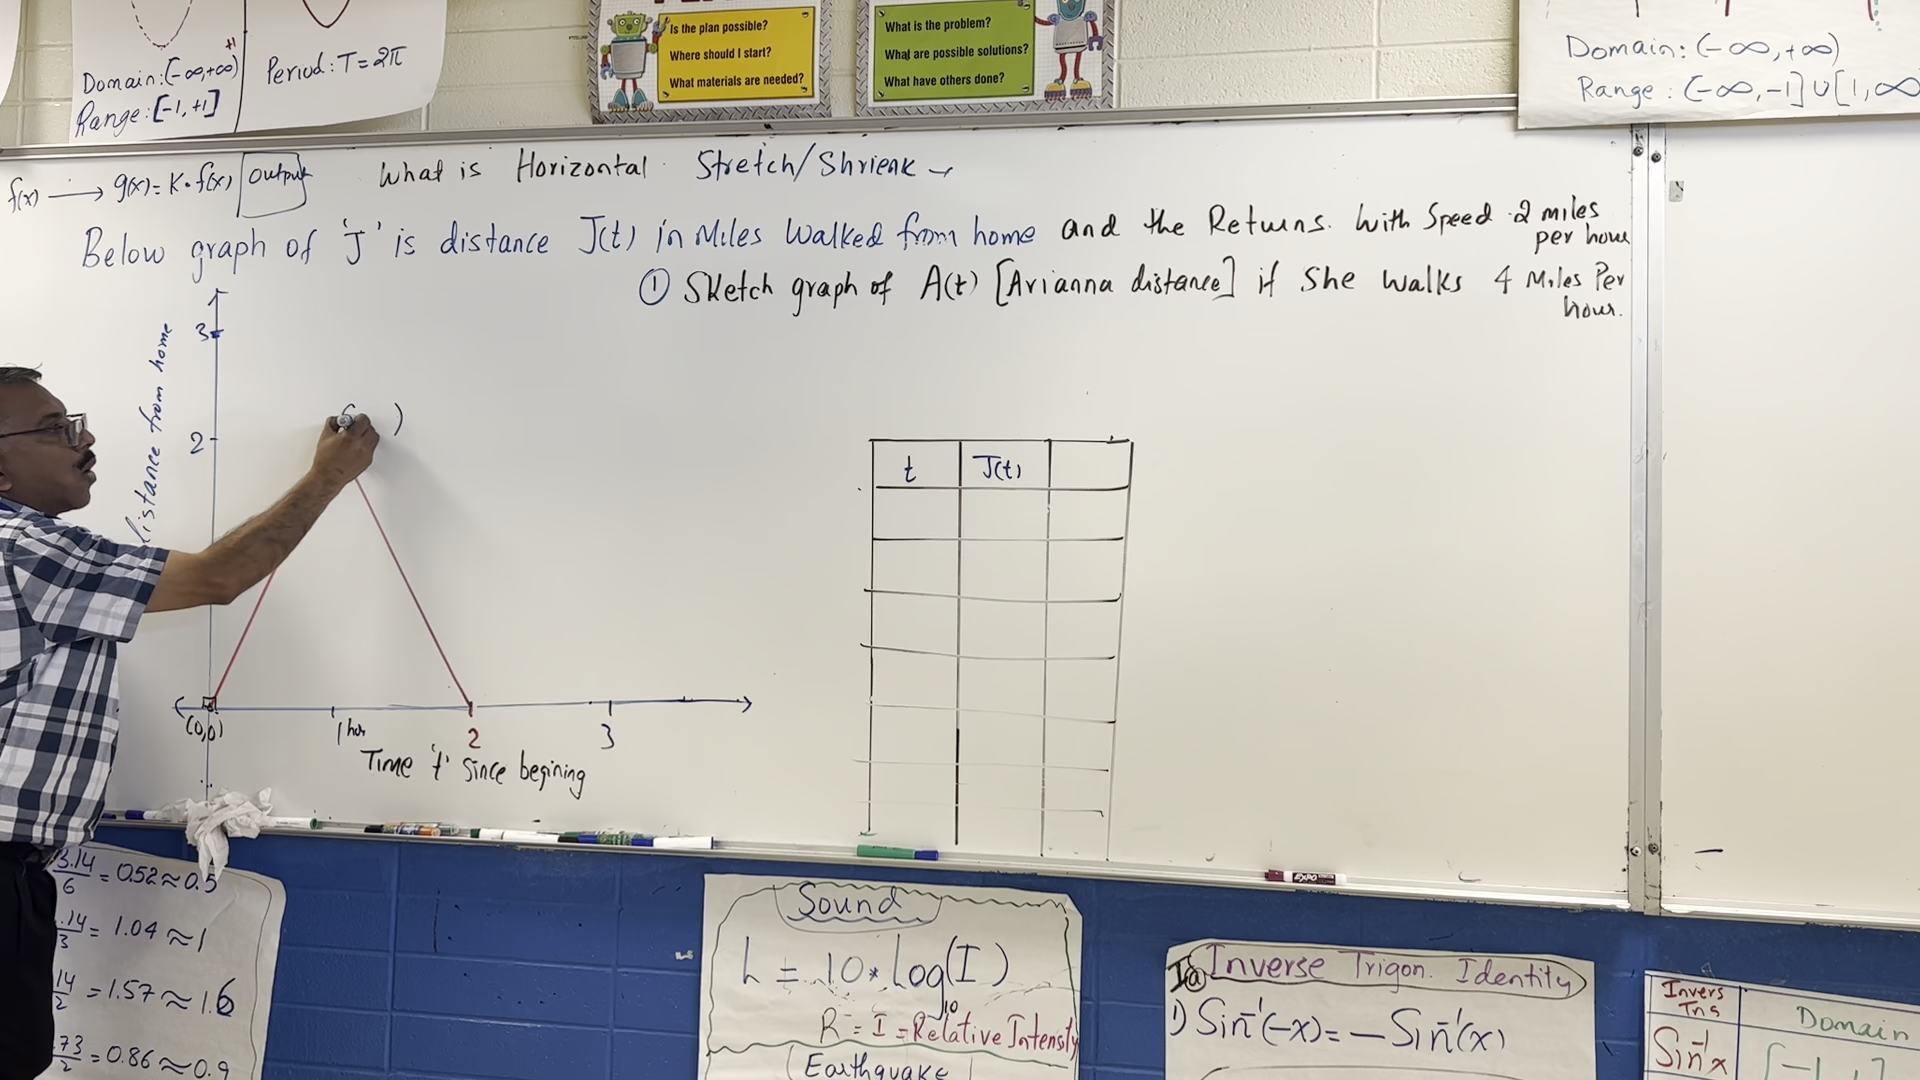 Domain:(-∞,+∞)
Range:[-1,+1]
+1
Period: T=2π
Is the plan possible?
Where should I start?
What materials are needed?
What is the problem?
What are possible solutions?
What have others done?
Domain: (-∞,+∞)
Range : (-∞,-1]∪[1,∞
f(x) ⟶ g(x)= K·f(x) output
What is Horizontal Stretch/Shrienk
Below graph of 'J' is distance J(t) in Miles Walked from home and the Retuns. With Speed 2 miles
per hour
① Sketch graph of A(t) [Arianna distance] if She Walks 4 Miles Per
hour.
distance from home
3
2
( )
(0,0)
1 hor
2
3
Time 't' Since begining
t J(t)
3.14/6 = 0.52≈0.5
.14/3 = 1.04 ≈1
14/2 = 1.57 ≈ 1.6
.73/2 = 0.86 ≈0.9
EXPO
Sound
L = 10*log₁₀(I)
R = I = Relative Intensity
Earthquake
Inverse Trigon. Identity
1) Sin⁻¹(-x)= -Sin⁻¹(x)
Invers
Tns
Domain
Sin⁻¹x